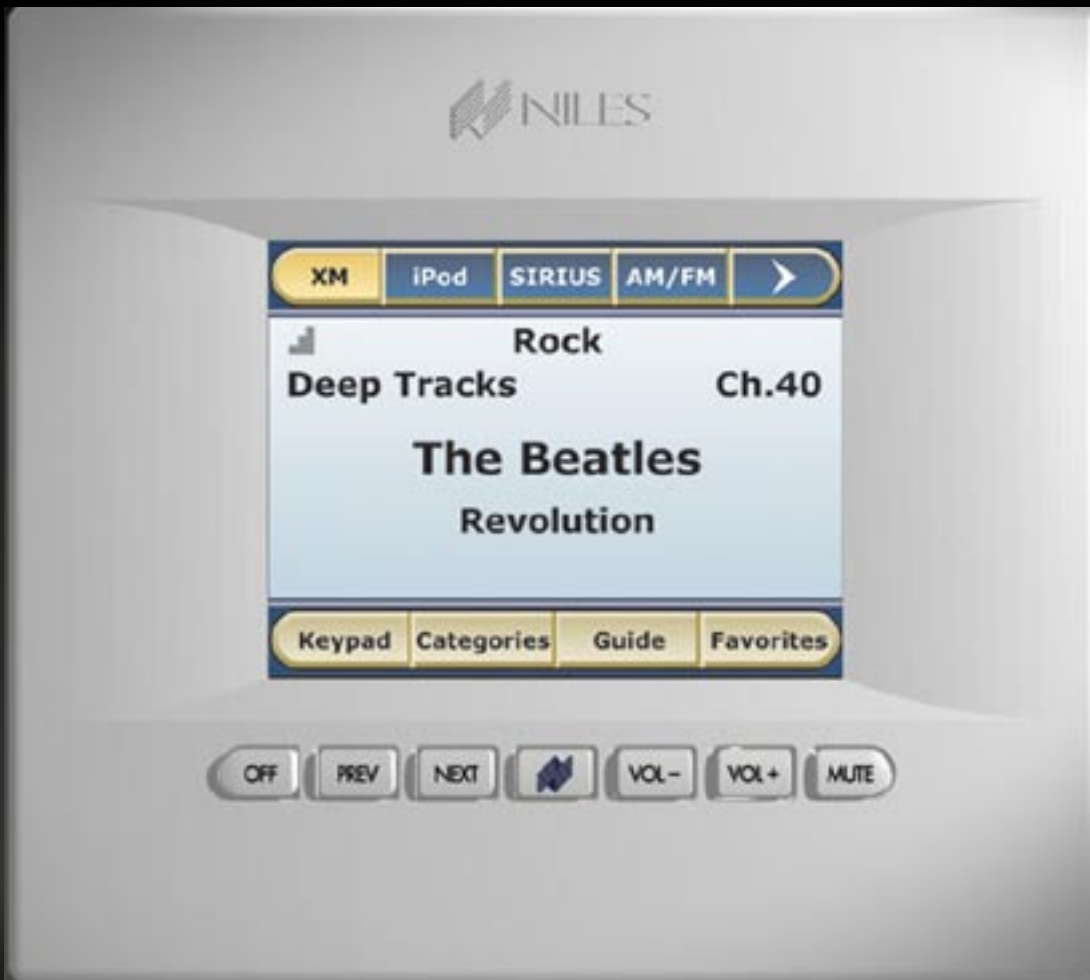 NILES
XM iPod SIRIUS AM/FM
Rock
Deep Tracks Ch.40
The Beatles
Revolution
Keypad Categories Guide Favorites
OFF PREV NEXT VOL- VOL+ MUTE